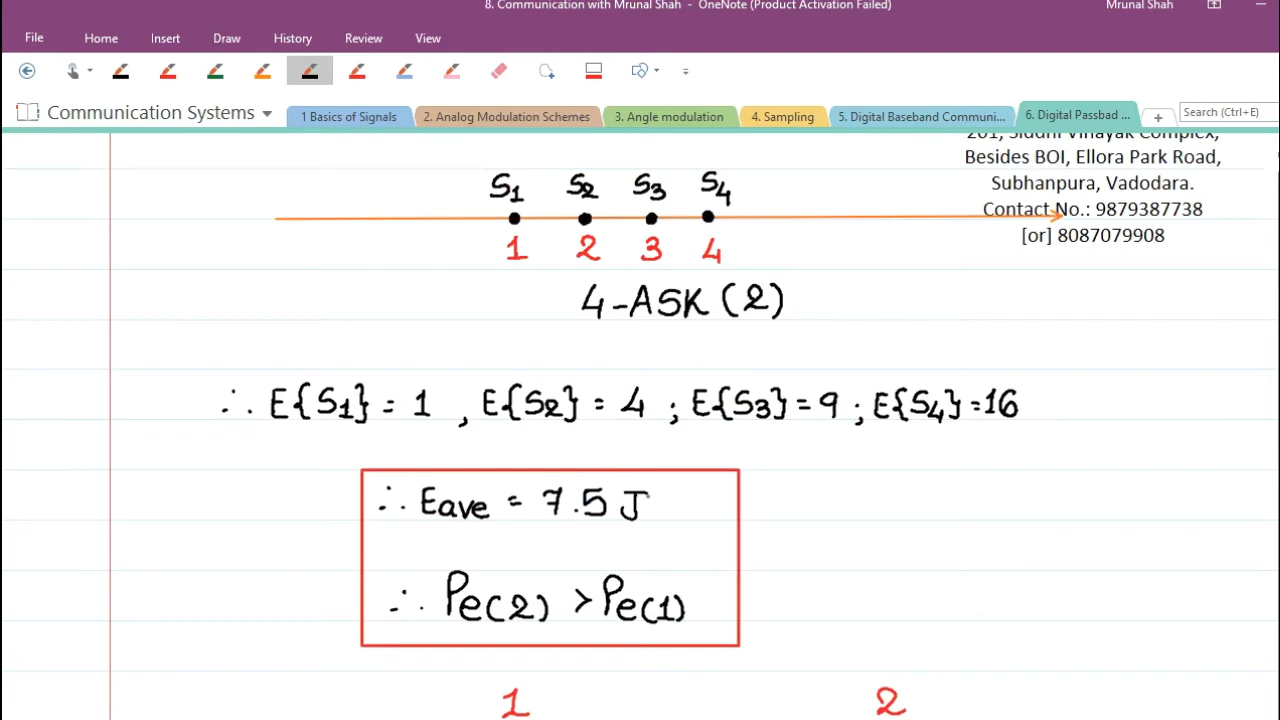 8. Communication with Mrunal Shah - OneNote (Product Activation Failed)
Mrunal Shah
File Home Insert Draw History Review View
Communication Systems
1 Basics of Signals
2. Analog Modulation Schemes
3. Angle modulation
4. Sampling
5. Digital Baseband Communi...
6. Digital Passbad ...
Search (Ctrl+E)
201, Siddhi Vinayak Complex,
Besides BOI, Ellora Park Road,
Subhanpura, Vadodara.
Contact No.: 9879387738
[or] 8087079908
S1 S2 S3 S4
1 2 3 4
4-ASK (2)
∴ E{S1} = 1 , E{S2} = 4 ; E{S3} = 9 ; E{S4} = 16
∴ Eave = 7.5 J
∴ Pe(2) > Pe(1)
1 2